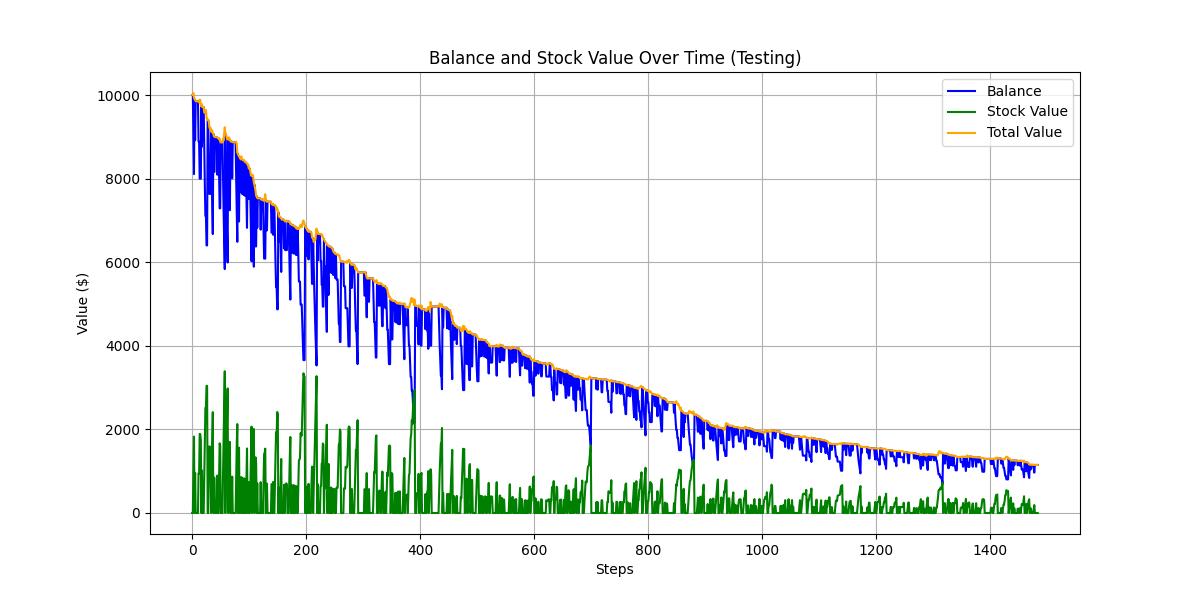 Balance and Stock Value Over Time (Testing)
Balance
Stock Value
Total Value
Value ($)
10000
8000
6000
4000
2000
0
0 200 400 600 800 1000 1200 1400
Steps